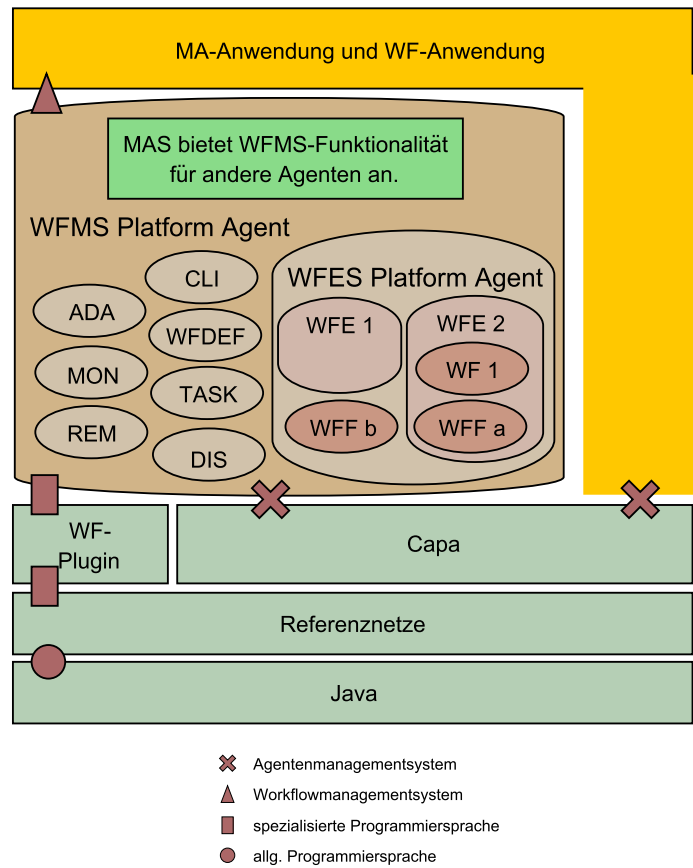 MA-Anwendung und WF-Anwendung
MAS bietet WFMS-Funktionalität
für andere Agenten an.
WFMS Platform Agent
CLI
ADA
WFDEF
MON
TASK
REM
DIS
WFES Platform Agent
WFE 1
WFE 2
WF 1
WFF b
WFF a
WF-
Plugin
Capa
Referenznetze
Java
Agentenmanagementsystem
Workflowmanagementsystem
spezialisierte Programmiersprache
allg. Programmiersprache